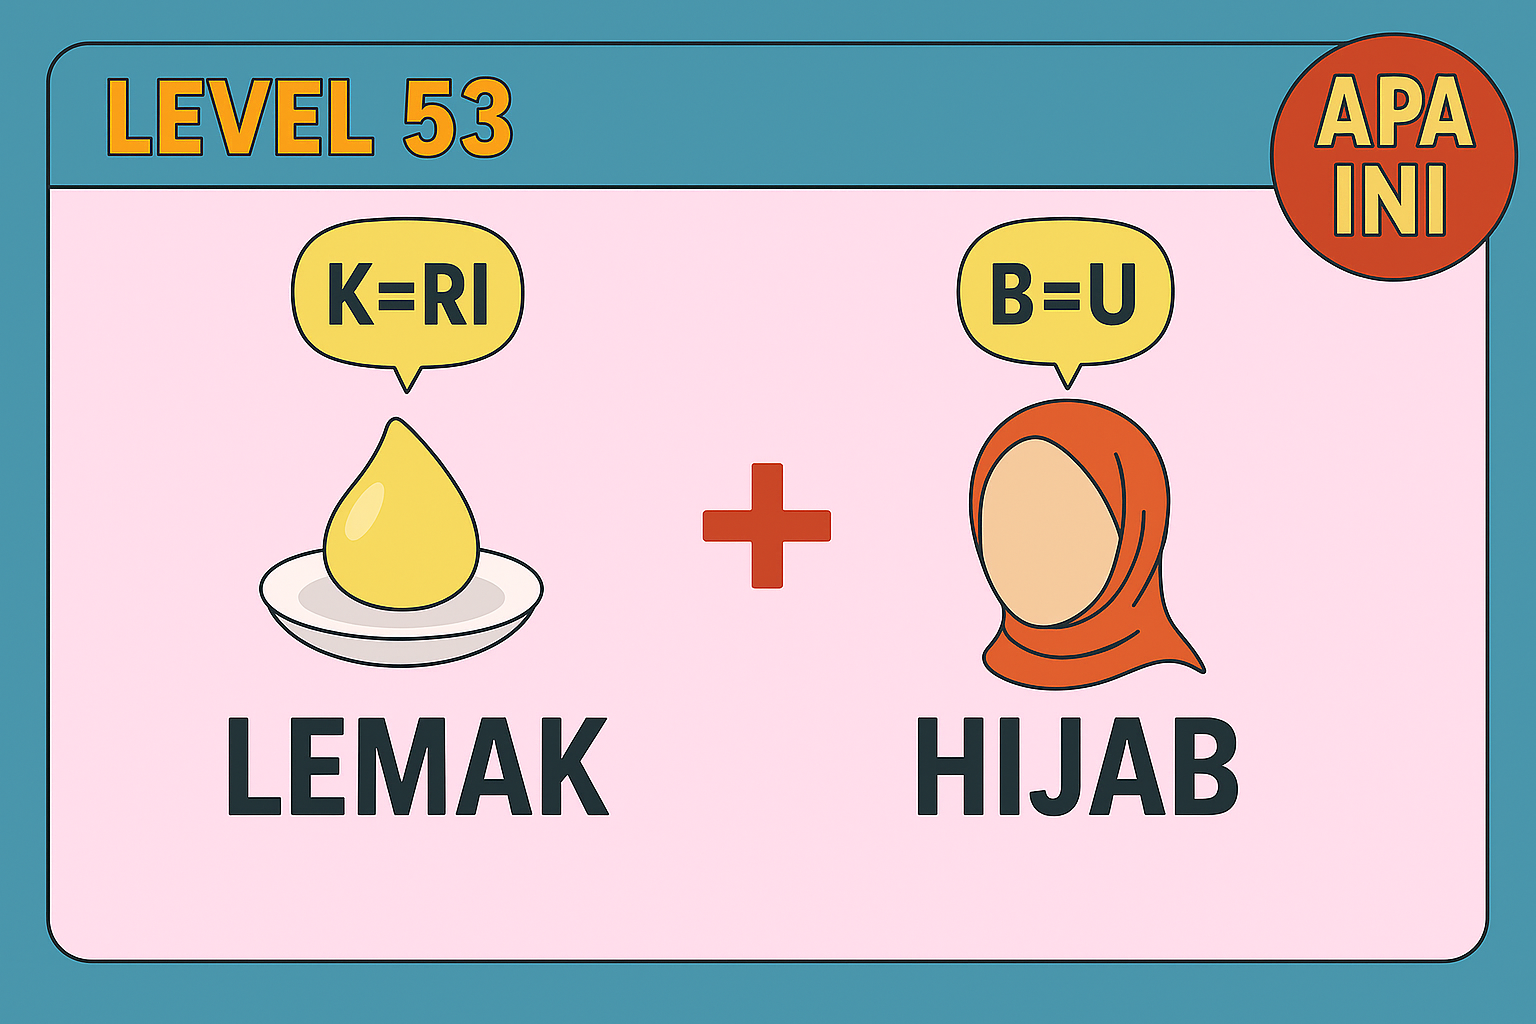 LEVEL 53
APA
INI
K=RI
B=U
LEMAK
HIJAB